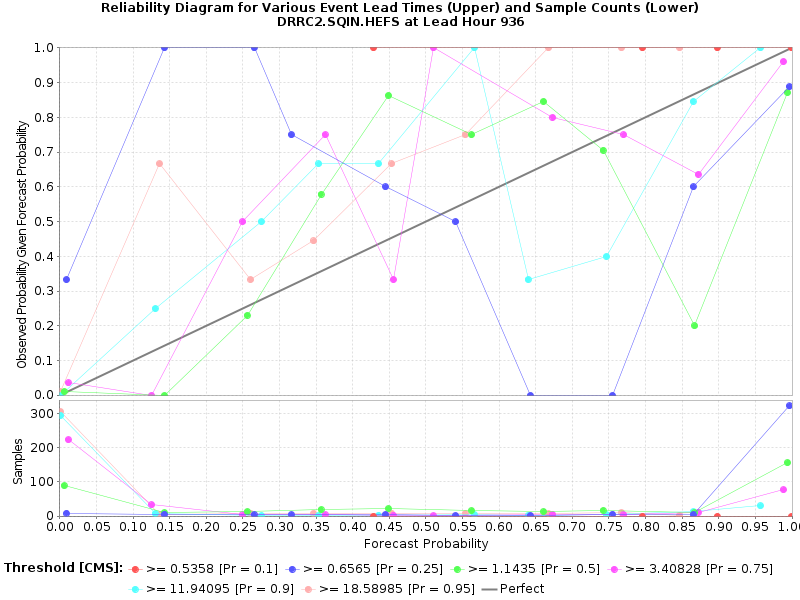 Reliability Diagram for Various Event Lead Times (Upper) and Sample Counts (Lower)
DRRC2.SQIN.HEFS at Lead Hour 936
Observed Probability Given Forecast Probability
1.0
0.9
0.8
0.7
0.6
0.5
0.4
0.3
0.2
0.1
0.0
Samples
300
200
100
0
0.00 0.05 0.10 0.15 0.20 0.25 0.30 0.35 0.40 0.45 0.50 0.55 0.60 0.65 0.70 0.75 0.80 0.85 0.90 0.95 1.00
Forecast Probability
Threshold [CMS]: >= 0.5358 [Pr = 0.1] >= 0.6565 [Pr = 0.25] >= 1.1435 [Pr = 0.5] >= 3.40828 [Pr = 0.75]
>= 11.94095 [Pr = 0.9] >= 18.58985 [Pr = 0.95] Perfect